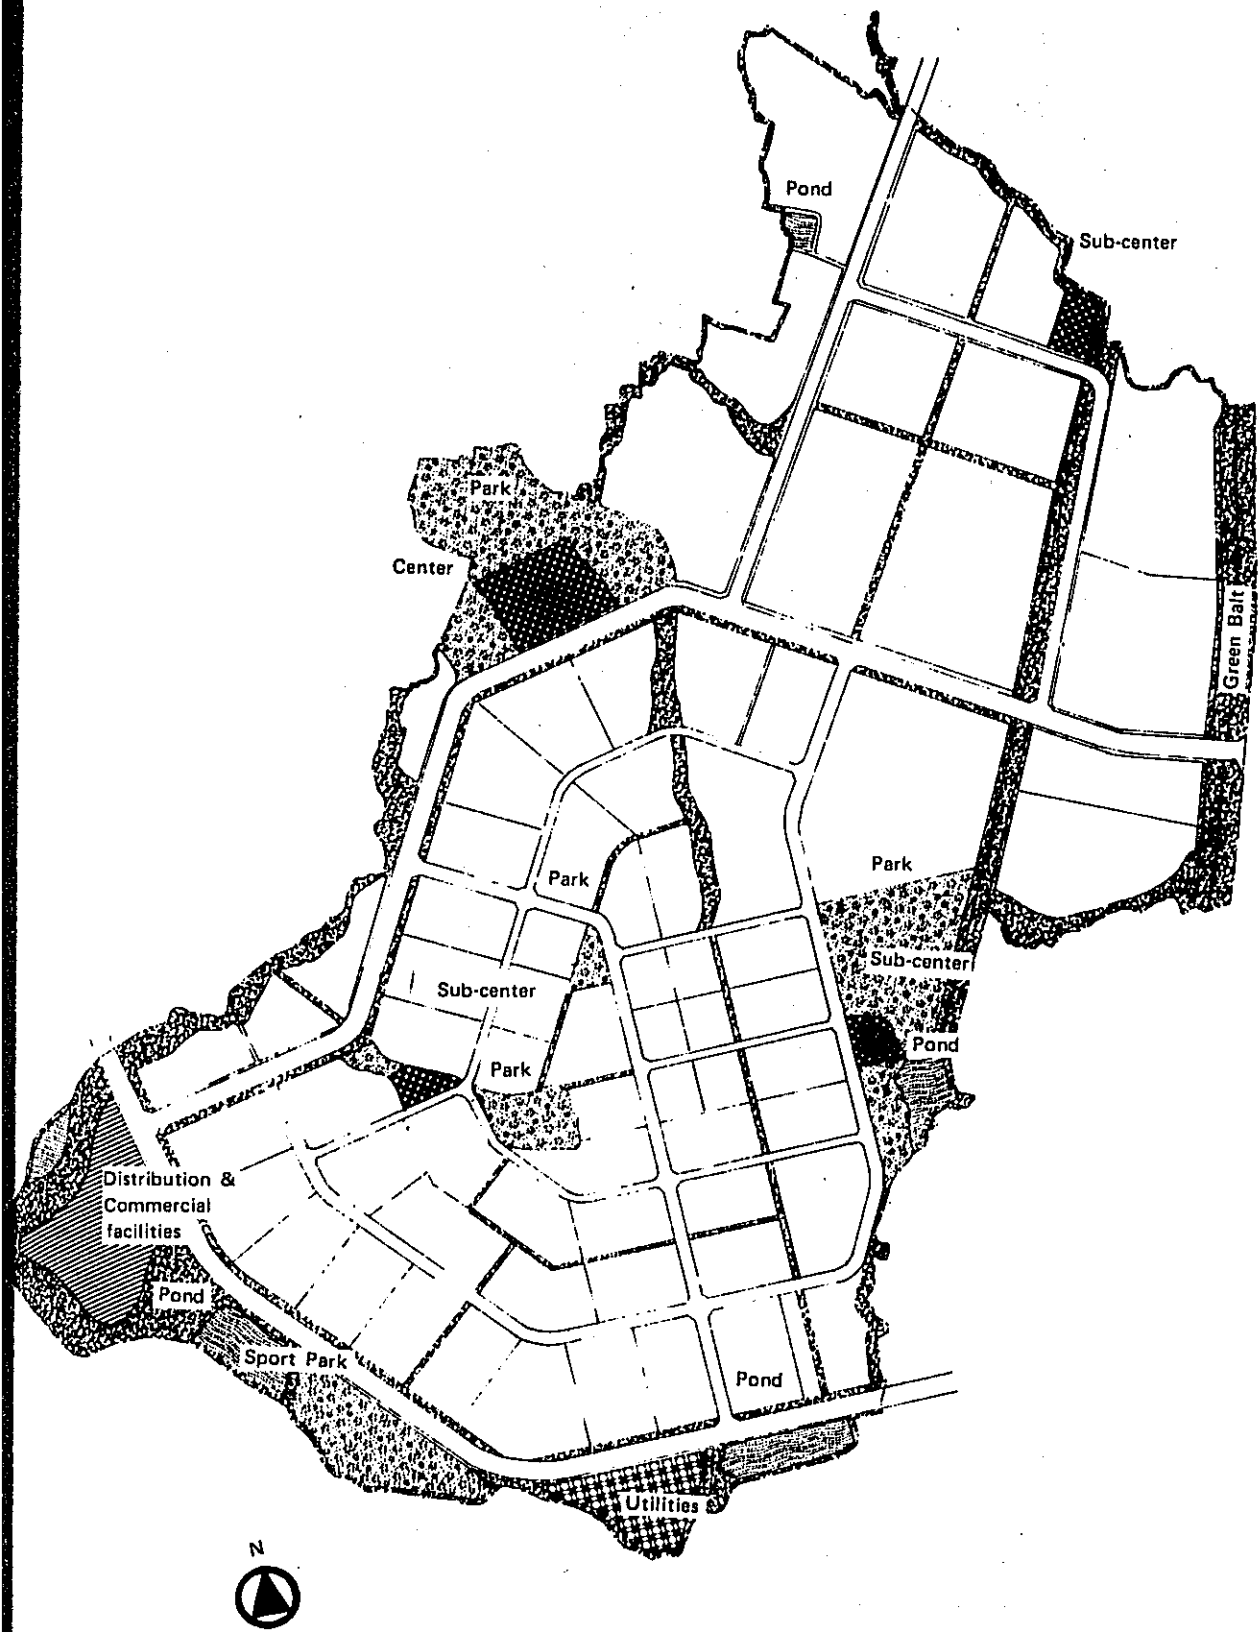 Pond
Sub-center
Park
Center
Green Balt
Park
Park
Sub-center
Sub-center
Pond
Park
Distribution &
Commercial
facilities
Pond
Sport Park
Pond
Utilities
N